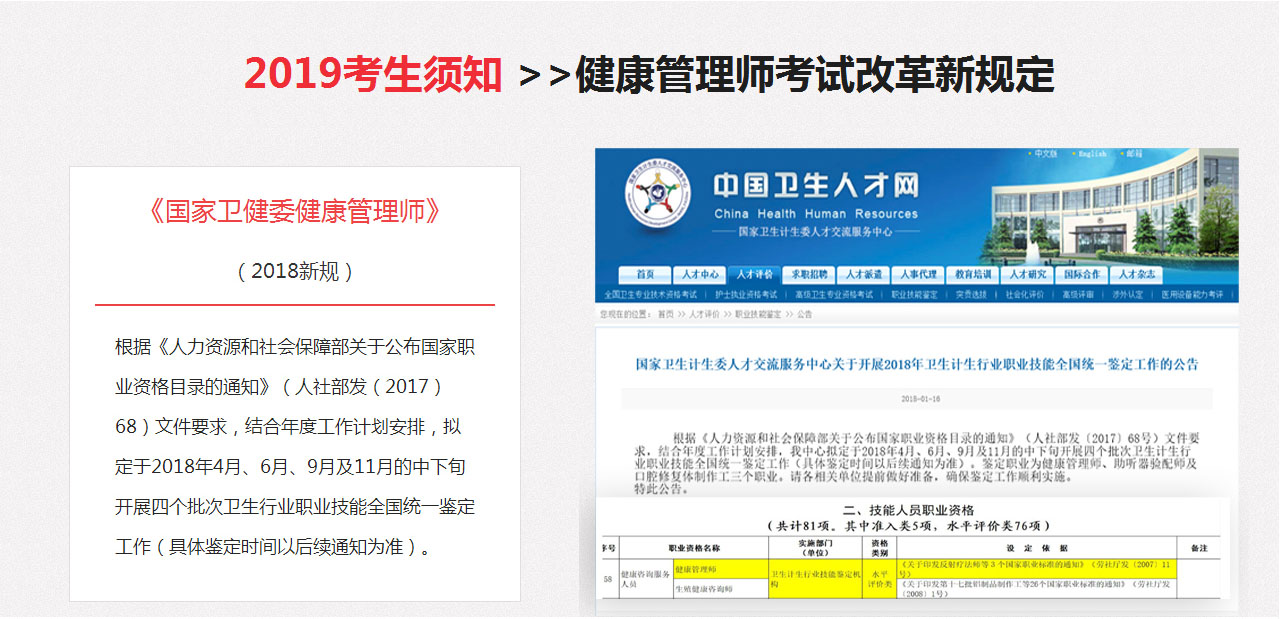 2019考生须知 >>健康管理师考试改革新规定
《国家卫健委健康管理师》
（2018新规）
根据《人力资源和社会保障部关于公布国家职
业资格目录的通知》（人社部发（2017）
68）文件要求，结合年度工作计划安排，拟
定于2018年4月、6月、9月及11月的中下旬
开展四个批次卫生行业职业技能全国统一鉴定
工作（具体鉴定时间以后续通知为准）。
中文版 English 邮箱
中国卫生人才网
China Health Human Resources
国家卫生计生委人才交流服务中心
首页 人才中心 人才评价 求职招聘 人才派遣 人事代理 教育培训 人才研究 国际合作 人才杂志
全国卫生专业技术资格考试 | 护士执业资格考试 | 高级卫生专业资格考试 | 职业技能鉴定 | 突贡选拔 | 社会化评价 | 高级评审 | 涉外认定 | 医用设备能力考评 |
您现在的位置： 首页 >> 人才评价 >> 职业技能鉴定 >> 公告
国家卫生计生委人才交流服务中心关于开展2018年卫生计生行业职业技能全国统一鉴定工作的公告
2018-01-16
根据《人力资源和社会保障部关于公布国家职业资格目录的通知》（人社部发〔2017〕68号）文件要
求，结合年度工作计划安排，我中心拟定于2018年4月、6月、9月及11月的中下旬开展四个批次卫生计生行
业职业技能全国统一鉴定工作（具体鉴定时间以后续通知为准）。鉴定职业为健康管理师、助听器验配师及
口腔修复体制作工三个职业。请各相关单位提前做好准备，确保鉴定工作顺利实施。
特此公告。
二、技能人员职业资格
（共计81项。其中准入类5项，水平评价类76项）
序号 职业资格名称 实施部门（单位） 资格类别 设定依据 备注
58 健康咨询服务人员 健康管理师 卫生计生行业技能鉴定机构 水平评价类 《关于印发反射疗法师等3个国家职业标准的通知》（劳社厅发〔2007〕11号）
生殖健康咨询师 《关于印发第十七批铝制品制作工等26个国家职业标准的通知》（劳社厅发〔2008〕1号）